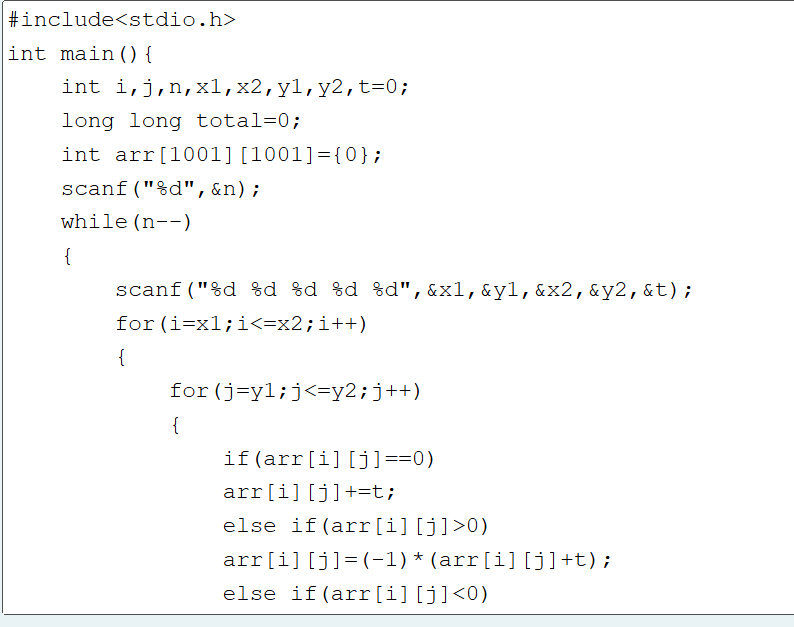 #include<stdio.h>
int main(){
    int i,j,n,x1,x2,y1,y2,t=0;
    long long total=0;
    int arr[1001][1001]={0};
    scanf("%d",&n);
    while(n--)
    {
        scanf("%d %d %d %d %d",&x1,&y1,&x2,&y2,&t);
        for(i=x1;i<=x2;i++)
        {
            for(j=y1;j<=y2;j++)
            {
                if(arr[i][j]==0)
                arr[i][j]+=t;
                else if(arr[i][j]>0)
                arr[i][j]=(-1)*(arr[i][j]+t);
                else if(arr[i][j]<0)